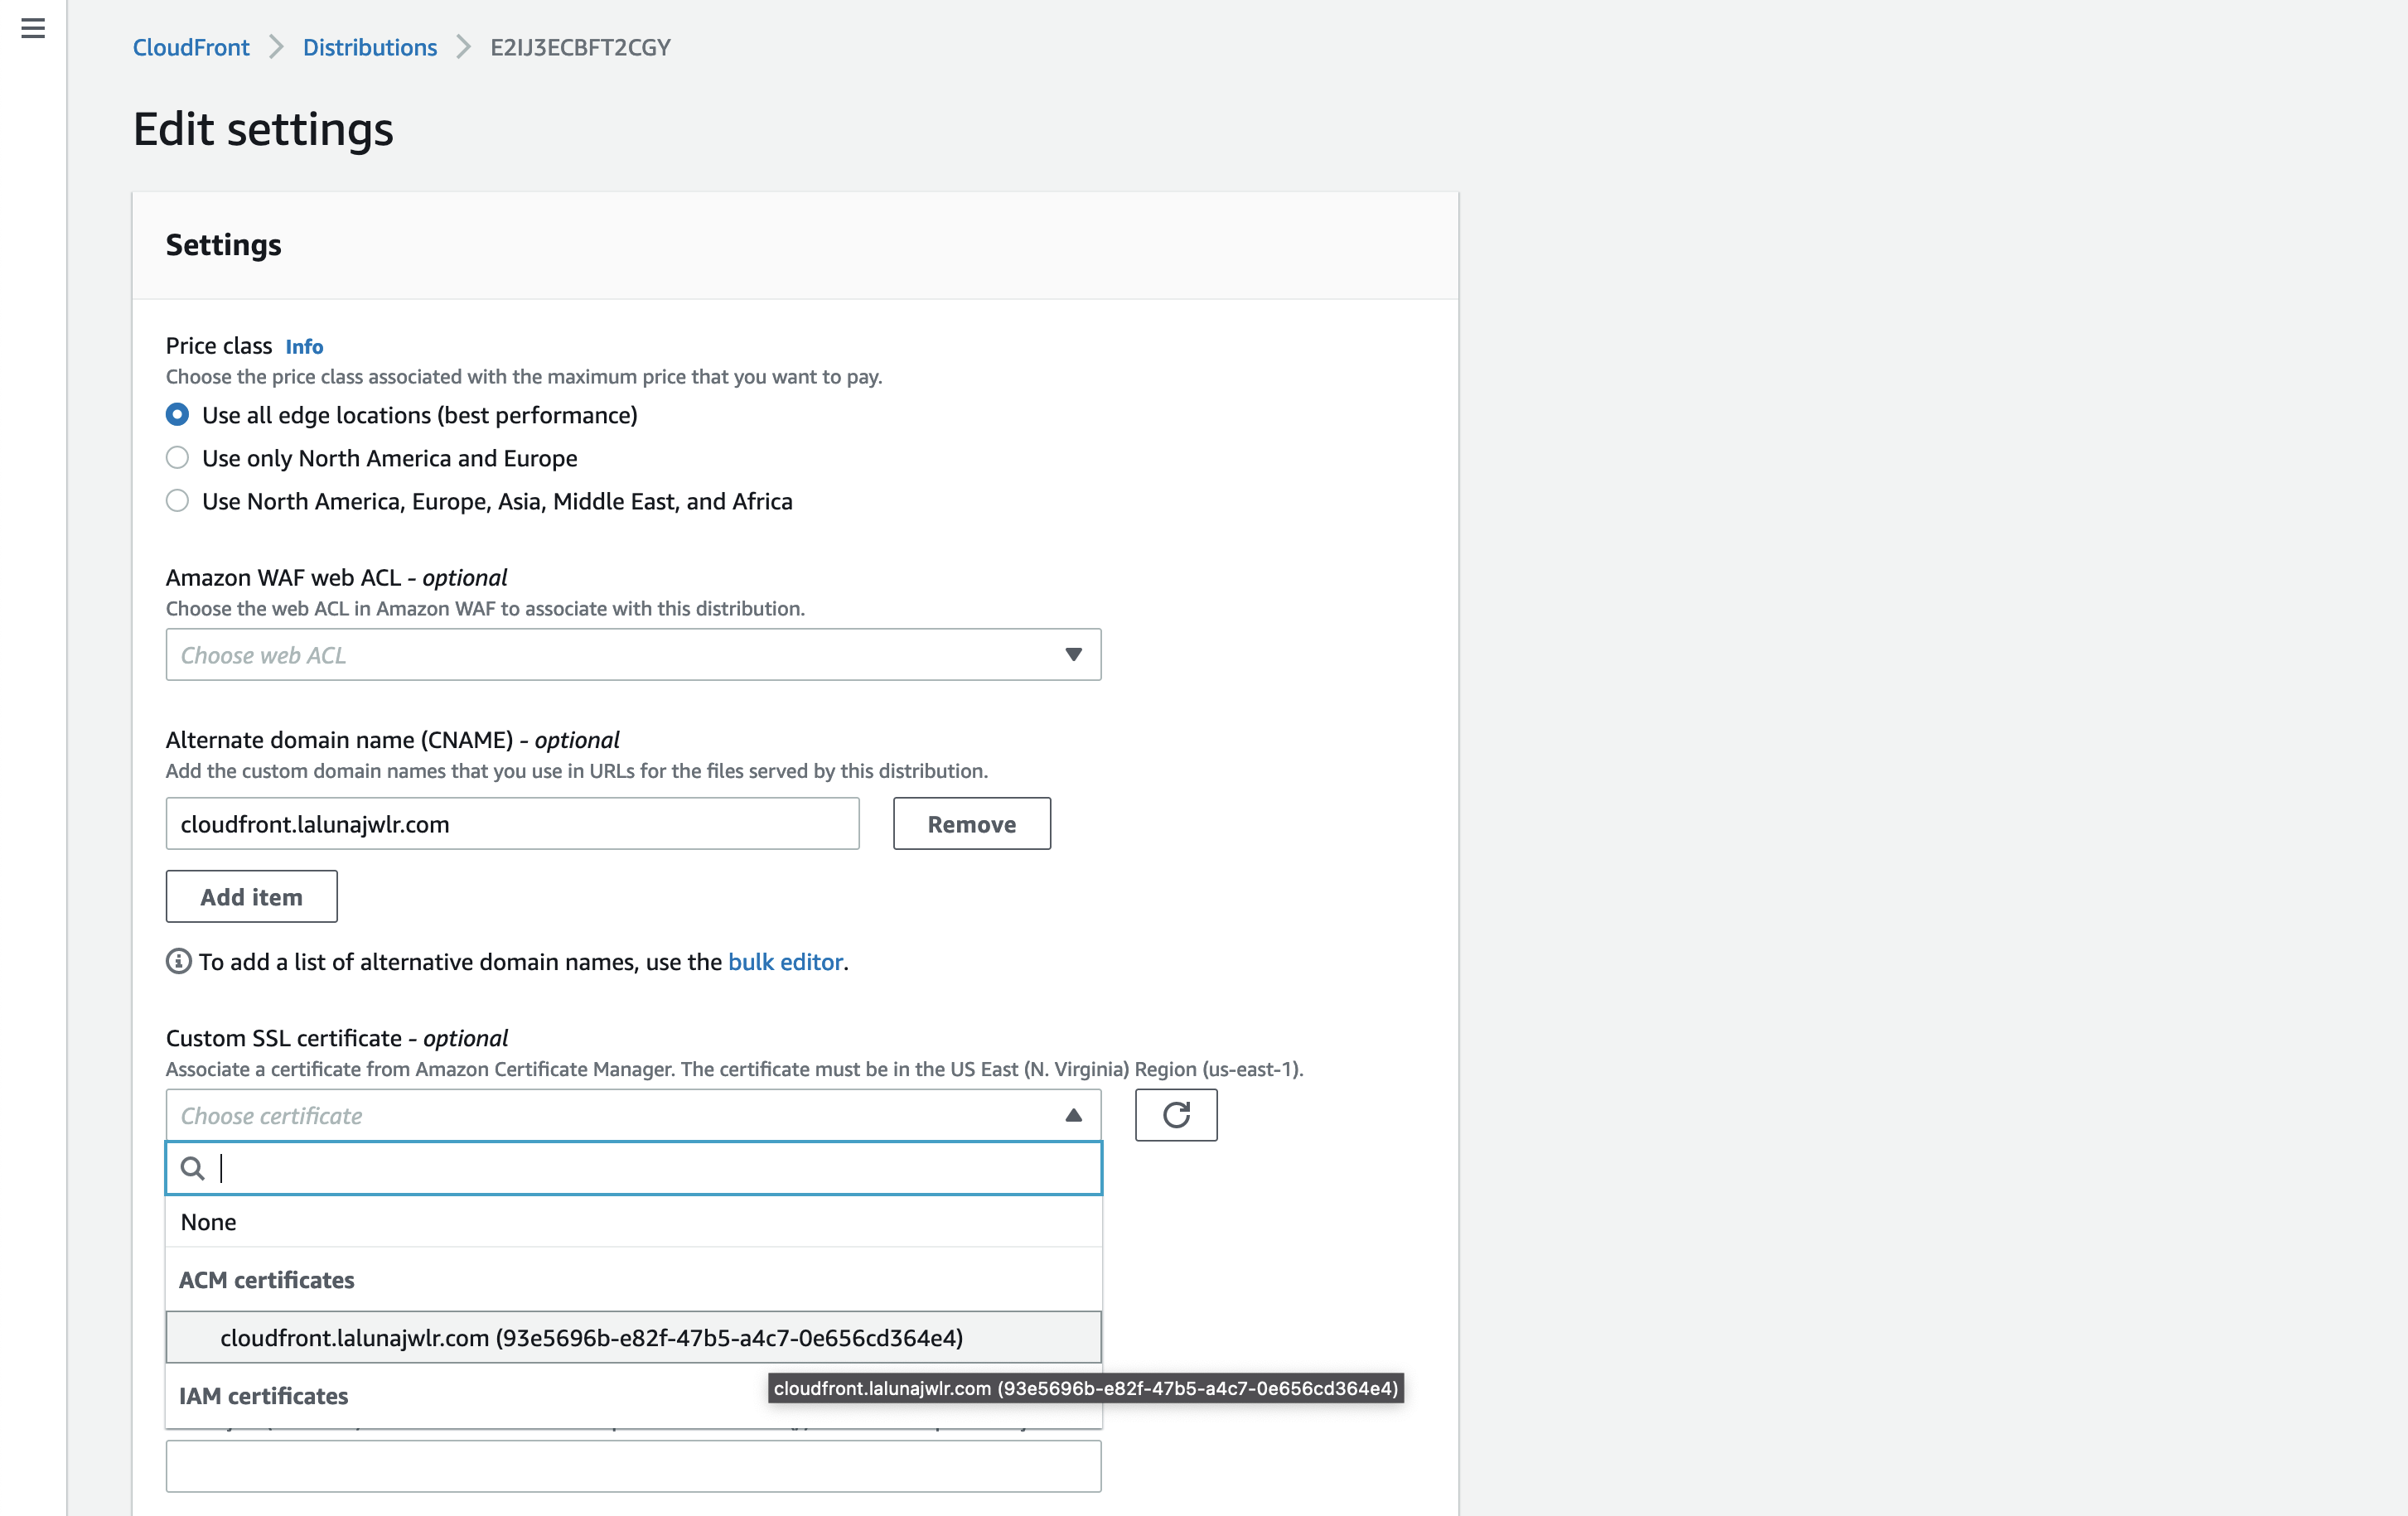 CloudFront > Distributions > E2IJ3ECBFT2CGY
Edit settings
Settings
Price class Info
Choose the price class associated with the maximum price that you want to pay.
Use all edge locations (best performance)
Use only North America and Europe
Use North America, Europe, Asia, Middle East, and Africa
Amazon WAF web ACL - optional
Choose the web ACL in Amazon WAF to associate with this distribution.
Choose web ACL
Alternate domain name (CNAME) - optional
Add the custom domain names that you use in URLs for the files served by this distribution.
cloudfront.lalunajwlr.com Remove
Add item
To add a list of alternative domain names, use the bulk editor.
Custom SSL certificate - optional
Associate a certificate from Amazon Certificate Manager. The certificate must be in the US East (N. Virginia) Region (us-east-1).
Choose certificate
None
ACM certificates
cloudfront.lalunajwlr.com (93e5696b-e82f-47b5-a4c7-0e656cd364e4)
cloudfront.lalunajwlr.com (93e5696b-e82f-47b5-a4c7-0e656cd364e4)
IAM certificates